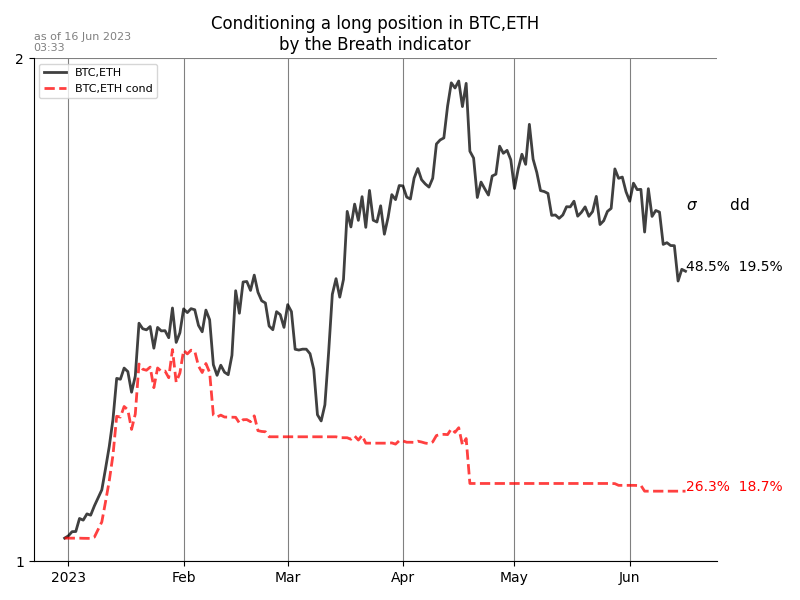 Conditioning a long position in BTC,ETH
by the Breath indicator
as of 16 Jun 2023
03:33
2
BTC,ETH
BTC,ETH cond
σ dd
48.5% 19.5%
26.3% 18.7%
1
2023 Feb Mar Apr May Jun